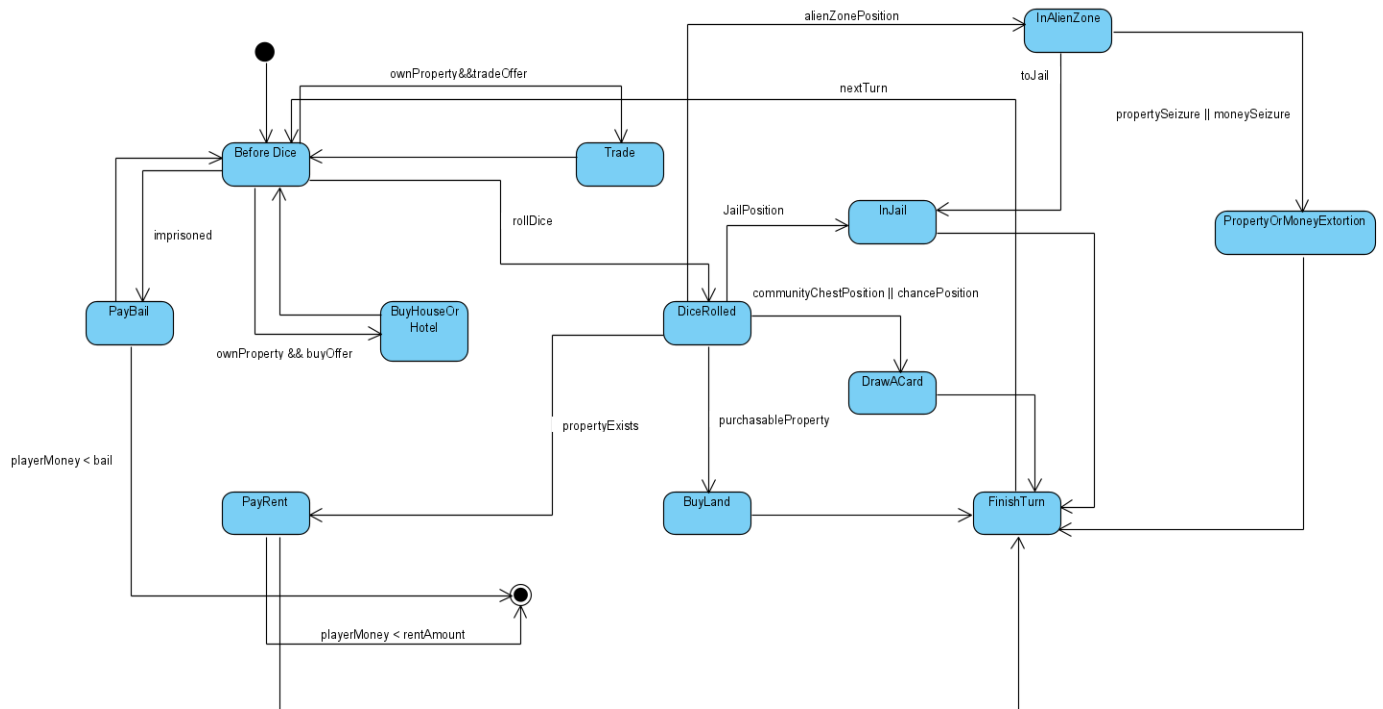 alienZonePosition
InAlienZone
ownProperty&&tradeOffer
toJail
nextTurn
propertySeizure || moneySeizure
Before Dice
Trade
JailPosition
InJail
rollDice
PropertyOrMoneyExtortion
imprisoned
communityChestPosition || chancePosition
PayBail
BuyHouseOr
Hotel
DiceRolled
ownProperty && buyOffer
DrawACard
purchasableProperty
propertyExists
playerMoney < bail
PayRent
BuyLand
FinishTurn
playerMoney < rentAmount